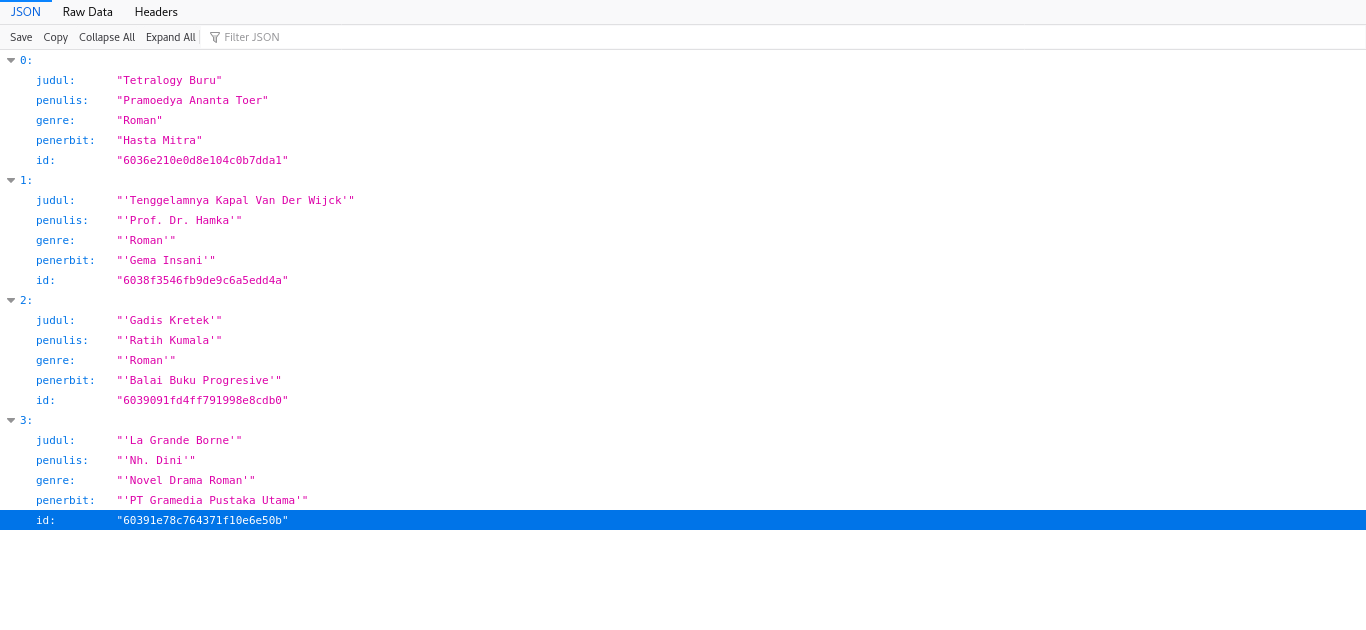 JSON Raw Data Headers
Save Copy Collapse All Expand All Filter JSON
0:
judul: "Tetralogy Buru"
penulis: "Pramoedya Ananta Toer"
genre: "Roman"
penerbit: "Hasta Mitra"
id: "6036e210e0d8e104c0b7dda1"
1:
judul: "'Tenggelamnya Kapal Van Der Wijck'"
penulis: "'Prof. Dr. Hamka'"
genre: "'Roman'"
penerbit: "'Gema Insani'"
id: "6038f3546fb9de9c6a5edd4a"
2:
judul: "'Gadis Kretek'"
penulis: "'Ratih Kumala'"
genre: "'Roman'"
penerbit: "'Balai Buku Progresive'"
id: "6039091fd4ff791998e8cdb0"
3:
judul: "'La Grande Borne'"
penulis: "'Nh. Dini'"
genre: "'Novel Drama Roman'"
penerbit: "'PT Gramedia Pustaka Utama'"
id: "60391e78c764371f10e6e50b"